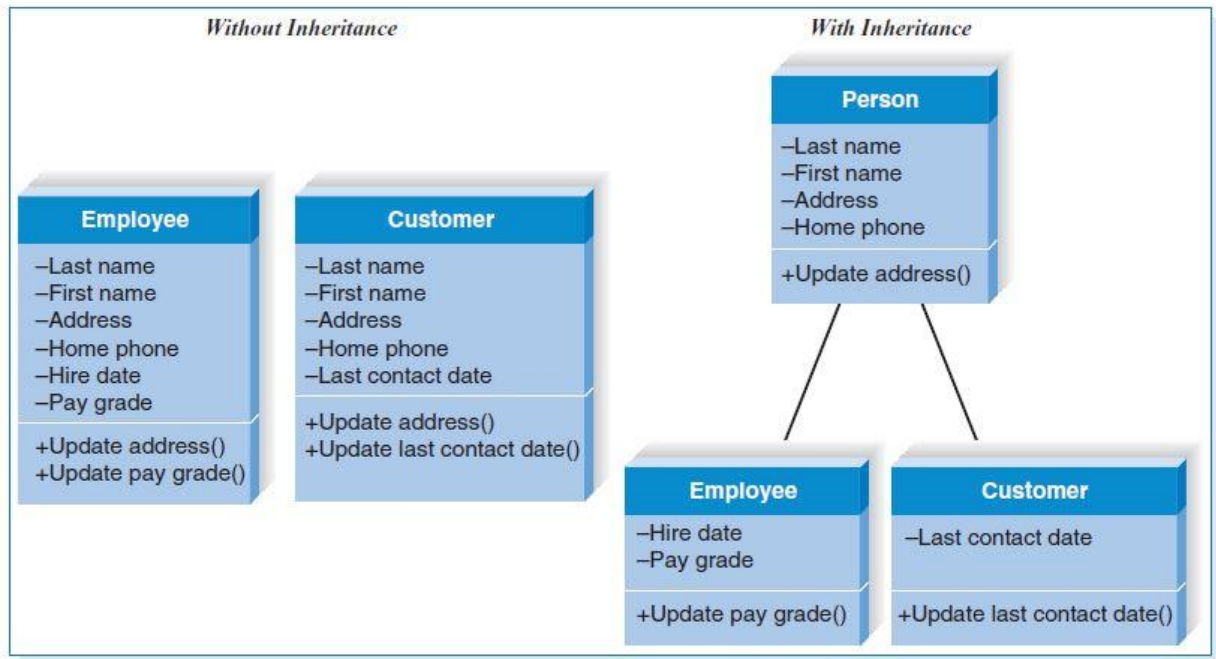 Without Inheritance
With Inheritance
Employee
–Last name
–First name
–Address
–Home phone
–Hire date
–Pay grade
+Update address()
+Update pay grade()
Customer
–Last name
–First name
–Address
–Home phone
–Last contact date
+Update address()
+Update last contact date()
Person
–Last name
–First name
–Address
–Home phone
+Update address()
Employee
–Hire date
–Pay grade
+Update pay grade()
Customer
–Last contact date
+Update last contact date()